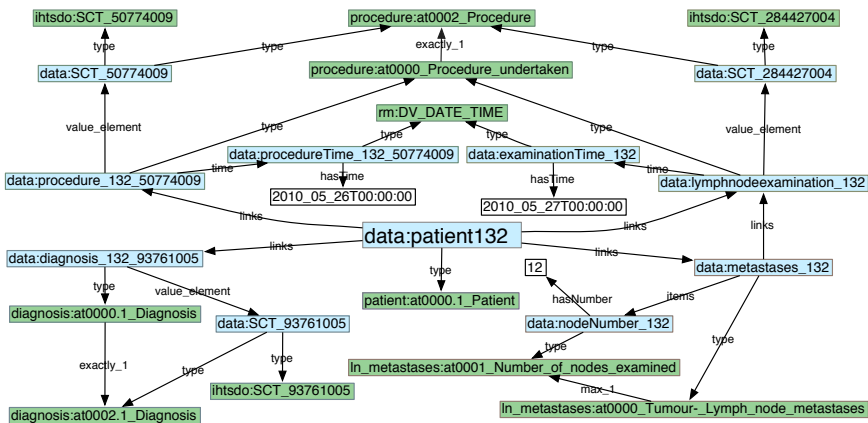 ihtsdo:SCT_50774009
procedure:at0002_Procedure
ihtsdo:SCT_284427004
type
type
exactly_1
type
type
data:SCT_50774009
procedure:at0000_Procedure_undertaken
data:SCT_284427004
rm:DV_DATE_TIME
value_element
type
type
type
type
value_element
data:procedureTime_132_50774009
data:examinationTime_132
data:procedure_132_50774009
time
hasTime
hasTime
time
data:lymphnodeexamination_132
2010_05_26T00:00:00
2010_05_27T00:00:00
links
links
data:patient132
links
links
links
data:diagnosis_132_93761005
12
data:metastases_132
type
value_element
type
hasNumber
items
diagnosis:at0000.1_Diagnosis
patient:at0000.1_Patient
data:SCT_93761005
data:nodeNumber_132
type
type
exactly_1
type
type
ln_metastases:at0001_Number_of_nodes_examined
max_1
ihtsdo:SCT_93761005
diagnosis:at0002.1_Diagnosis
ln_metastases:at0000_Tumour-_Lymph_node_metastases